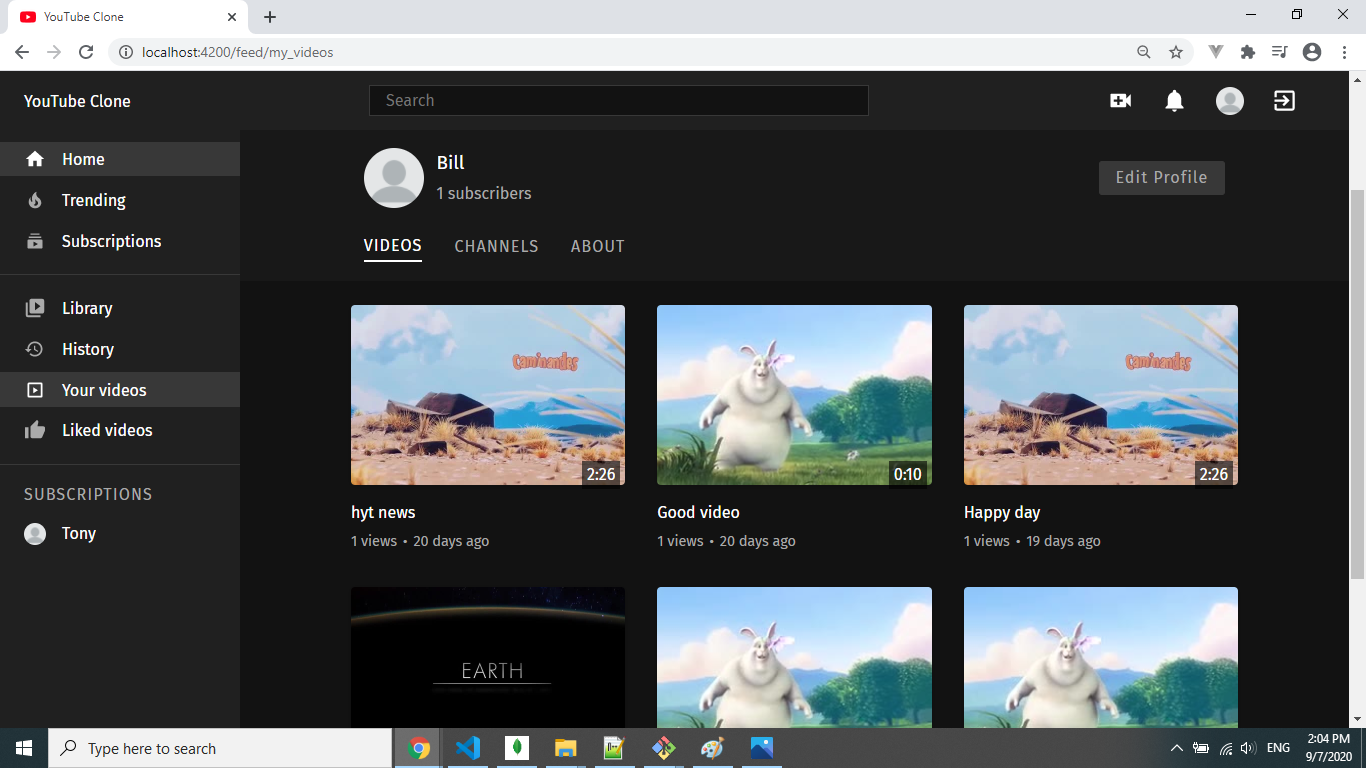 YouTube Clone
localhost:4200/feed/my_videos
YouTube Clone
Search
Home
Trending
Subscriptions
Library
History
Your videos
Liked videos
SUBSCRIPTIONS
Tony
Bill
1 subscribers
Edit Profile
VIDEOS CHANNELS ABOUT
Caminandes
2:26
0:10
Caminandes
2:26
hyt news
1 views • 20 days ago
Good video
1 views • 20 days ago
Happy day
1 views • 19 days ago
EARTH
Type here to search
ENG
2:04 PM
9/7/2020